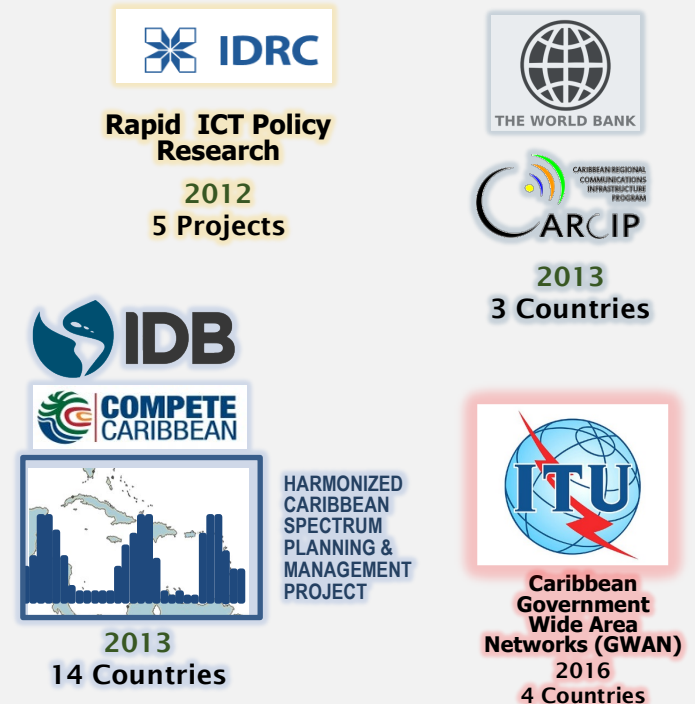 IDRC
Rapid ICT Policy
Research
2012
5 Projects
THE WORLD BANK
CARIBBEAN REGIONAL
COMMUNICATIONS
INFRASTRUCTURE
PROGRAM
CARCIP
2013
3 Countries
IDB
COMPETE
CARIBBEAN
HARMONIZED
CARIBBEAN
SPECTRUM
PLANNING &
MANAGEMENT
PROJECT
2013
14 Countries
ITU
Caribbean
Government
Wide Area
Networks (GWAN)
2016
4 Countries